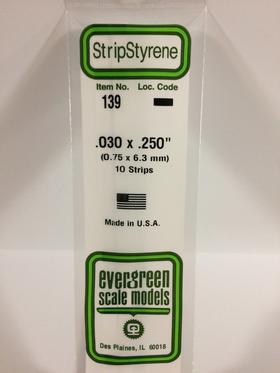 StripStyrene
Item No. Loc. Code
139
.030 x .250"
(0.75 x 6.3 mm)
10 Strips
Made in U.S.A.
evergreen
scale models
Des Plaines, IL 60018